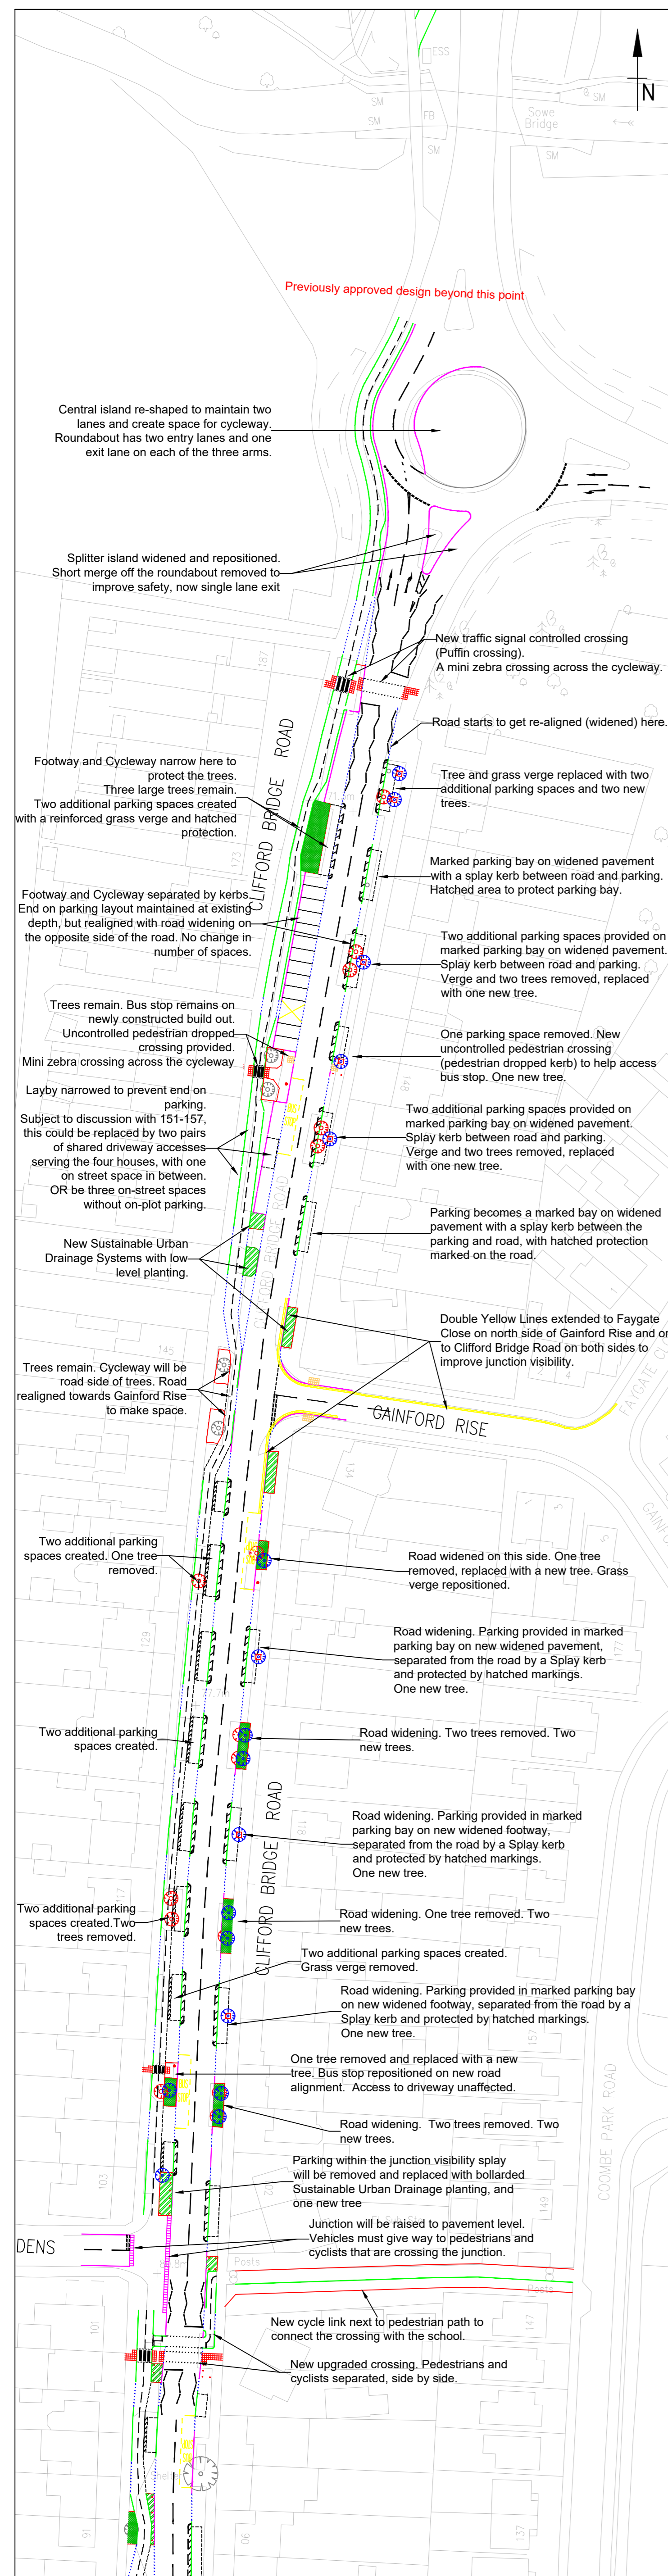 ESS
N
SM
SM
FB
SM
Sowe
Bridge
SM
SM
Previously approved design beyond this point
Central island re-shaped to maintain two
lanes and create space for cycleway.
Roundabout has two entry lanes and one
exit lane on each of the three arms.
Splitter island widened and repositioned.
Short merge off the roundabout removed to
improve safety, now single lane exit
187
New traffic signal controlled crossing
(Puffin crossing).
A mini zebra crossing across the cycleway.
Road starts to get re-aligned (widened) here.
CLIFFORD BRIDGE ROAD
Footway and Cycleway narrow here to
protect the trees.
Three large trees remain.
Two additional parking spaces created
with a reinforced grass verge and hatched
protection.
Tree and grass verge replaced with two
additional parking spaces and two new
trees.
173
Marked parking bay on widened pavement
with a splay kerb between road and parking.
Hatched area to protect parking bay.
Footway and Cycleway separated by kerbs.
End on parking layout maintained at existing
depth, but realigned with road widening on
the opposite side of the road. No change in
number of spaces.
Two additional parking spaces provided on
marked parking bay on widened pavement.
Splay kerb between road and parking.
Verge and two trees removed, replaced
with one new tree.
Trees remain. Bus stop remains on
newly constructed build out.
Uncontrolled pedestrian dropped
crossing provided.
Mini zebra crossing across the cycleway
One parking space removed. New
uncontrolled pedestrian crossing
(pedestrian dropped kerb) to help access
bus stop. One new tree.
148
Layby narrowed to prevent end on
parking.
Subject to discussion with 151-157,
this could be replaced by two pairs
of shared driveway accesses
serving the four houses, with one
on street space in between.
OR be three on-street spaces
without on-plot parking.
Two additional parking spaces provided on
marked parking bay on widened pavement.
Splay kerb between road and parking.
Verge and two trees removed, replaced
with one new tree.
CLIFFORD BRIDGE ROAD
Parking becomes a marked bay on widened
pavement with a splay kerb between the
parking and road, with hatched protection
marked on the road.
New Sustainable Urban
Drainage Systems with low
level planting.
Double Yellow Lines extended to Faygate
Close on north side of Gainford Rise and on
to Clifford Bridge Road on both sides to
improve junction visibility.
145
2
4
Trees remain. Cycleway will be
road side of trees. Road
realigned towards Gainford Rise
to make space.
GAINFORD RISE
134
5
Two additional parking
spaces created. One tree
removed.
Road widened on this side. One tree
removed, replaced with a new tree. Grass
verge repositioned.
129
177
Road widening. Parking provided in marked
parking bay on new widened pavement,
separated from the road by a Splay kerb
and protected by hatched markings.
One new tree.
Two additional parking
spaces created.
Road widening. Two trees removed. Two
new trees.
CLIFFORD BRIDGE ROAD
118
Road widening. Parking provided in marked
parking bay on new widened footway,
separated from the road by a Splay kerb
and protected by hatched markings.
One new tree.
117
Two additional parking
spaces created.Two
trees removed.
Road widening. One tree removed. Two
new trees.
Two additional parking spaces created.
Grass verge removed.
Road widening. Parking provided in marked parking bay
on new widened footway, separated from the road by a
Splay kerb and protected by hatched markings.
One new tree.
157
One tree removed and replaced with a new
tree. Bus stop repositioned on new road
alignment. Access to driveway unaffected.
COOMBE PARK ROAD
Road widening. Two trees removed. Two
new trees.
103
102
149
Parking within the junction visibility splay
will be removed and replaced with bollarded
Sustainable Urban Drainage planting, and
one new tree
DENS
Junction will be raised to pavement level.
Vehicles must give way to pedestrians and
cyclists that are crossing the junction.
Posts
Posts
101
147
New cycle link next to pedestrian path to
connect the crossing with the school.
New upgraded crossing. Pedestrians and
cyclists separated, side by side.
91
90
137